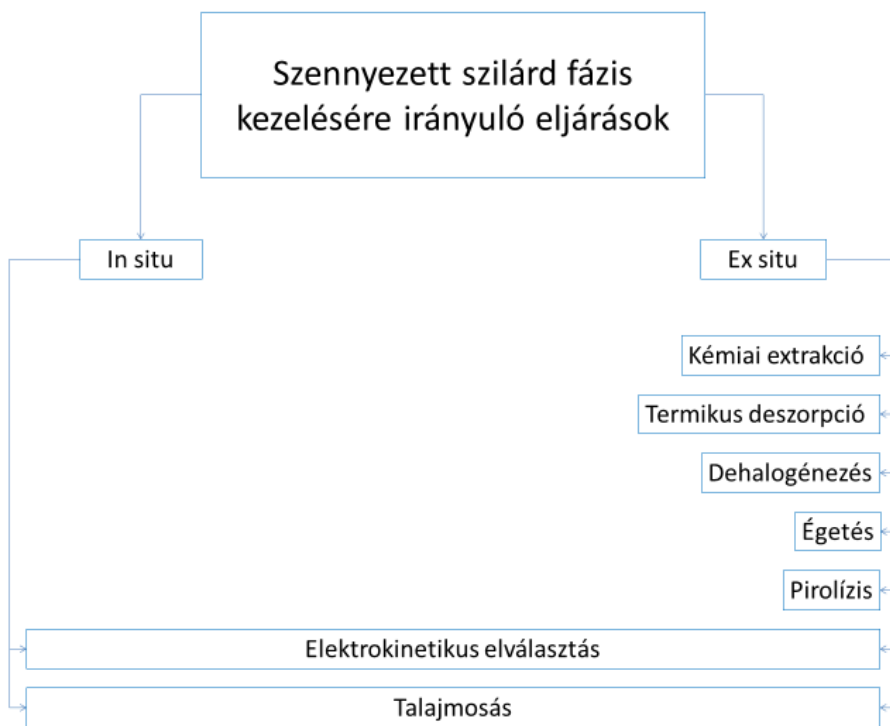 Szennyezett szilárd fázis
kezelésére irányuló eljárások
In situ
Ex situ
Kémiai extrakció
Termikus deszorpció
Dehalogénezés
Égetés
Pirolízis
Elektrokinetikus elválasztás
Talajmosás